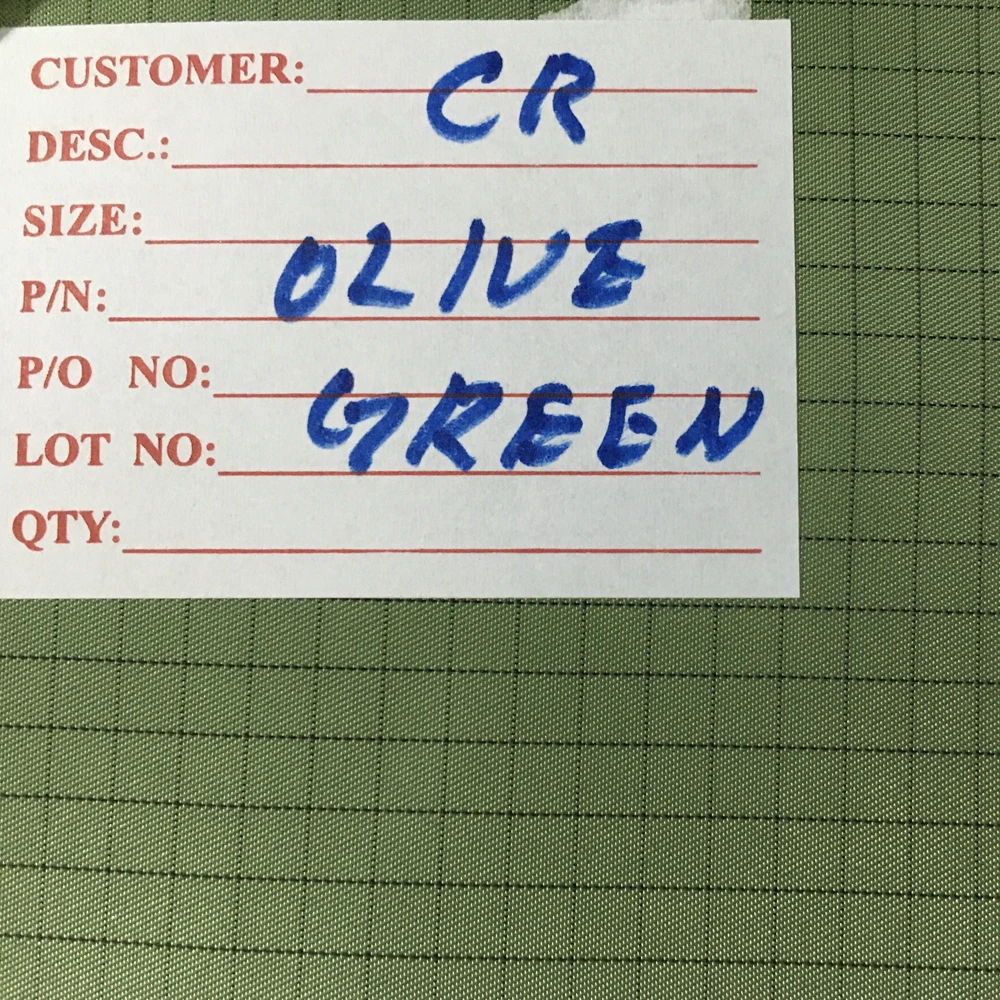 CUSTOMER: CR
DESC.:
SIZE:
P/N: OLIVE
P/O NO:
LOT NO: GREEN
QTY: